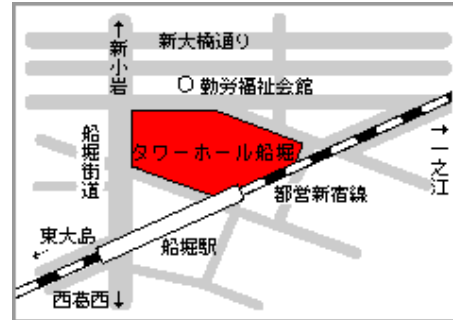 ↑新小岩
新大橋通り
○勤労福祉会館
船堀街道
タワーホール船堀
↑一之江
都営新宿線
東大島
←
船堀駅
西葛西↓